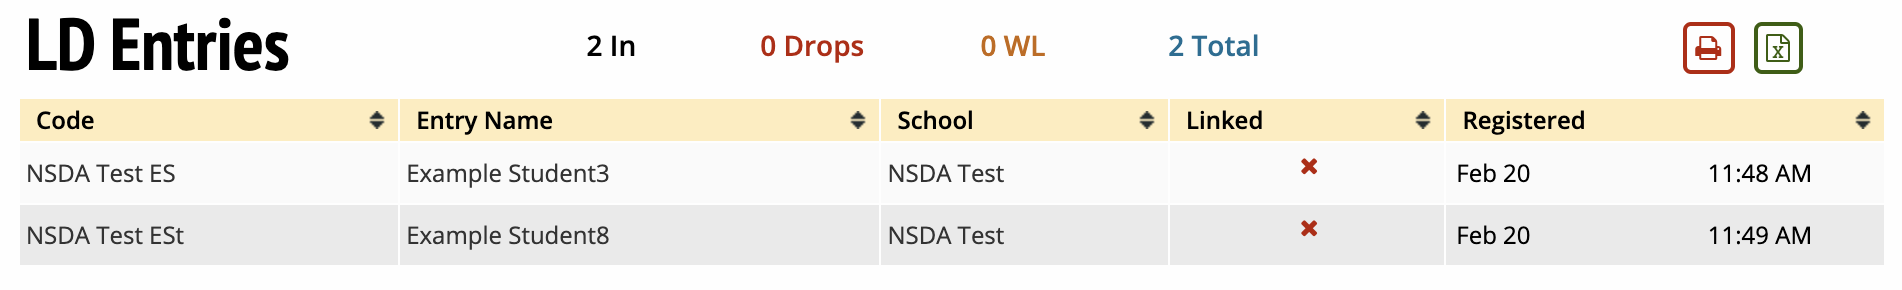 LD Entries 2 In 0 Drops 0 WL 2 Total
Code Entry Name School Linked Registered
NSDA Test ES Example Student3 NSDA Test Feb 20 11:48 AM
NSDA Test ESt Example Student8 NSDA Test Feb 20 11:49 AM